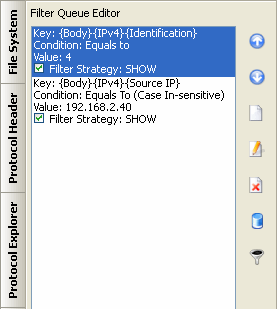 Filter Queue Editor
File System
Protocol Header
Protocol Explorer
Key: {Body}{IPv4}{Identification}
Condition: Equals to
Value: 4
Filter Strategy: SHOW
Key: {Body}{IPv4}{Source IP}
Condition: Equals To (Case In-sensitive)
Value: 192.168.2.40
Filter Strategy: SHOW